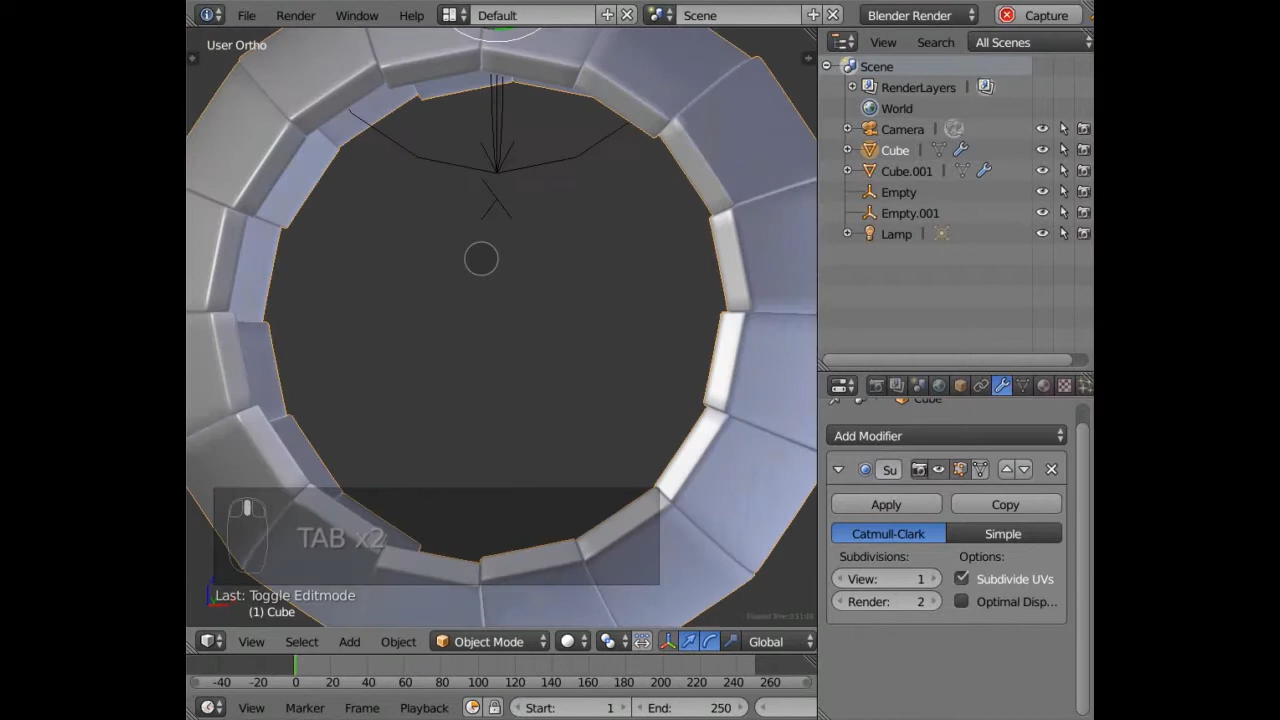 File Render Window Help Default Scene Blender Render Capture
User Ortho
View Search All Scenes
Scene
RenderLayers
World
Camera
Cube
Cube.001
Empty
Empty.001
Lamp
Cube
Add Modifier
Su
Apply Copy
Catmull-Clark Simple
Subdivisions: Options:
View: 1 Subdivide UVs
Render: 2 Optimal Disp...
TAB x2
Last: Toggle Editmode
(1) Cube
View Select Add Object Object Mode Global
-40 -20 0 20 40 60 80 100 120 140 160 180 200 220 240 260
View Marker Frame Playback Start: 1 End: 250